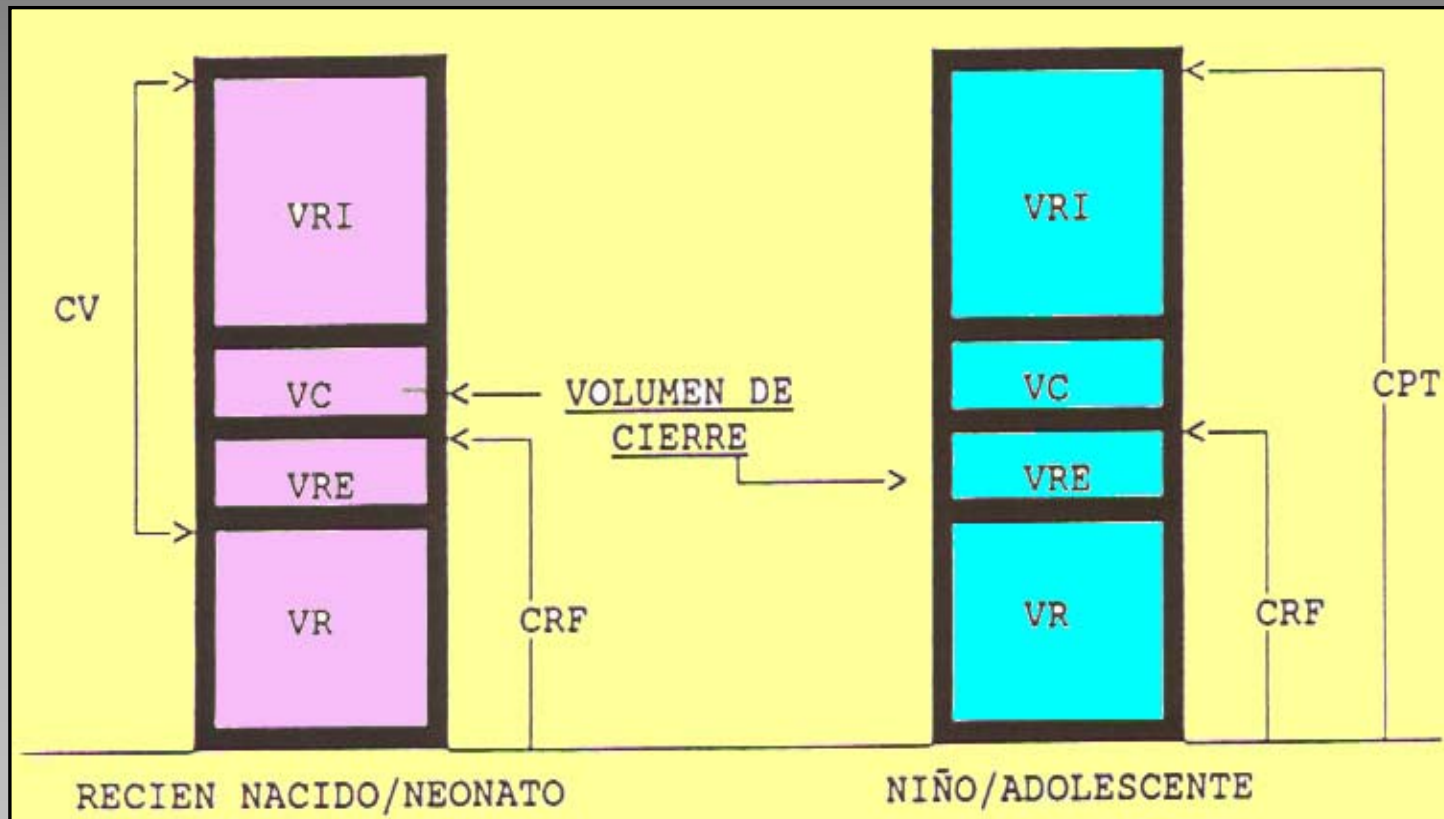 VRI
CV
VC
VOLUMEN DE
CIERRE
VRE
VR
CRF
RECIEN NACIDO/NEONATO
VRI
VC
CPT
VRE
VR
CRF
NIÑO/ADOLESCENTE